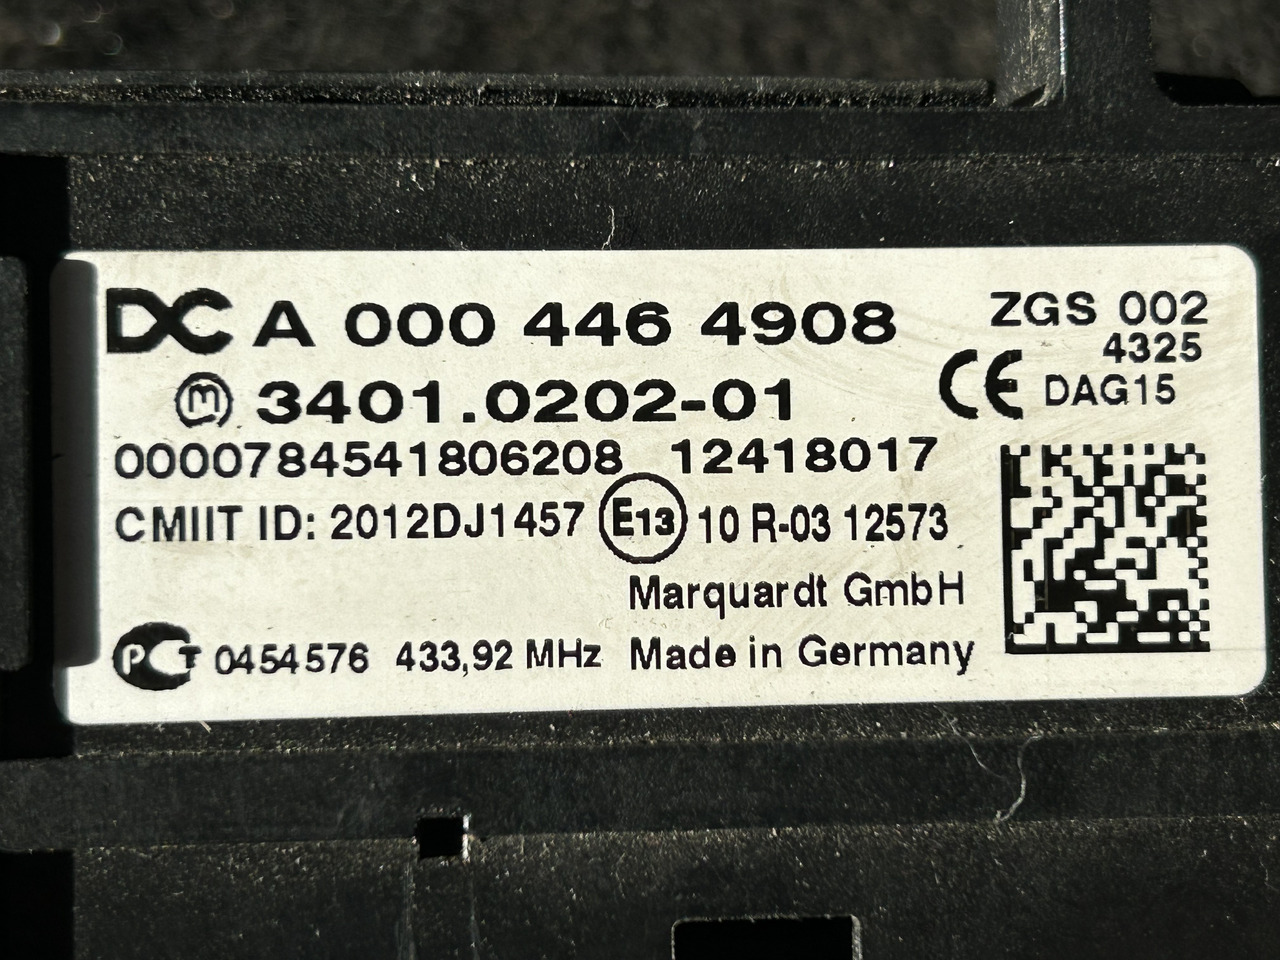 DC A 000 446 4908
ZGS 002
4325
m 3401.0202-01
CE DAG15
0000784541806208 12418017
CMIIT ID: 2012DJ1457 E13 10 R-03 12573
Marquardt GmbH
PCT 0454576 433,92 MHz Made in Germany